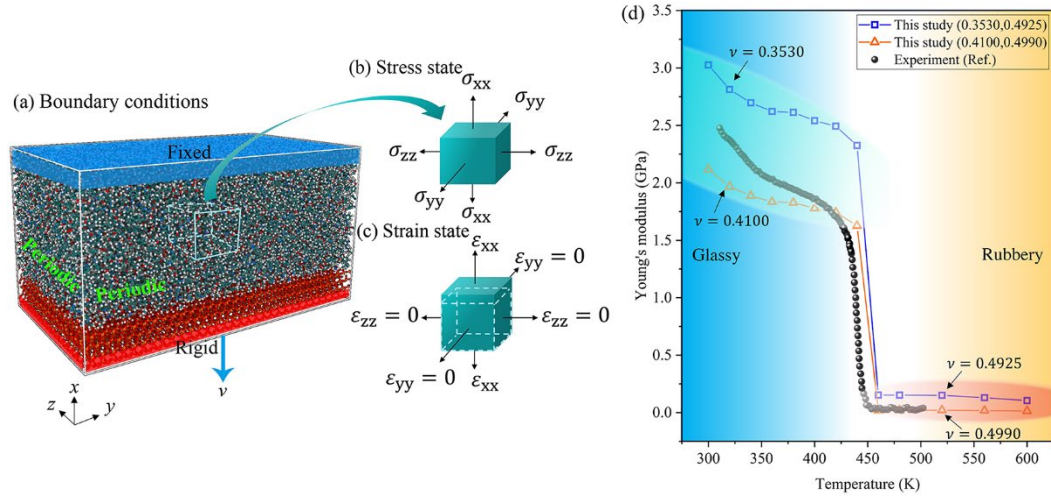 (a) Boundary conditions
Fixed
Periodic
Periodic
Rigid
v
x
z
y
(b) Stress state
σxx
σyy
σzz
σzz
σyy
σxx
(c) Strain state
εxx
εyy = 0
εzz = 0
εzz = 0
εyy = 0
εxx
(d)
This study (0.3530,0.4925)
This study (0.4100,0.4990)
Experiment (Ref.)
ν = 0.3530
ν = 0.4100
Glassy
Rubbery
ν = 0.4925
ν = 0.4990
Young's modulus (GPa)
3.5
3.0
2.5
2.0
1.5
1.0
0.5
0.0
300
400
500
600
Temperature (K)